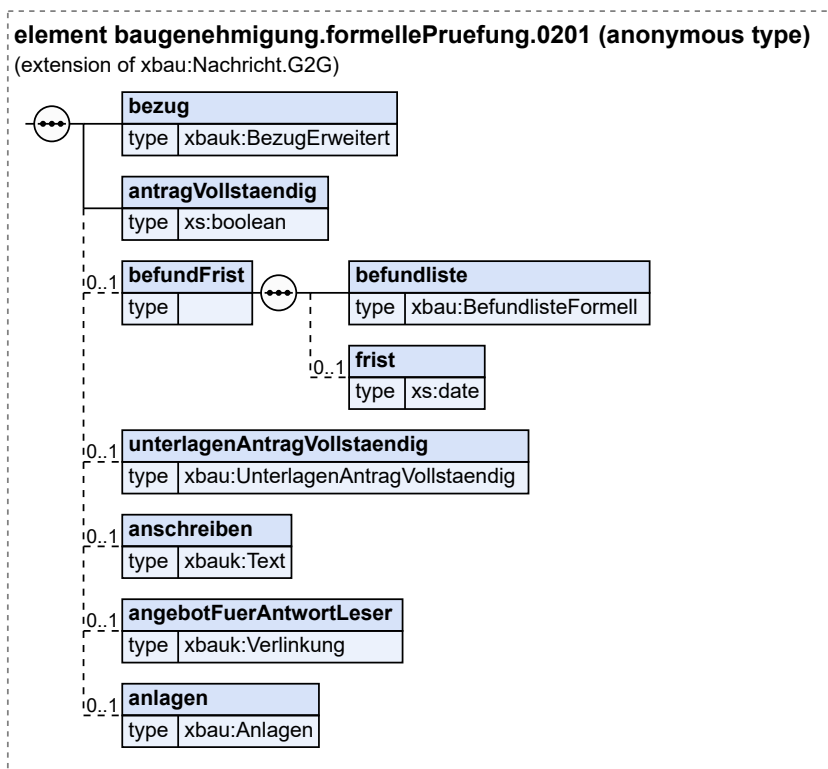 element baugenehmigung.formellePruefung.0201 (anonymous type)
(extension of xbau:Nachricht.G2G)
bezug
type xbauk:BezugErweitert
antragVollstaendig
type xs:boolean
0..1 befundFrist
type
befundliste
type xbau:BefundlisteFormell
0..1 frist
type xs:date
0..1 unterlagenAntragVollstaendig
type xbau:UnterlagenAntragVollstaendig
0..1 anschreiben
type xbauk:Text
0..1 angebotFuerAntwortLeser
type xbauk:Verlinkung
0..1 anlagen
type xbau:Anlagen